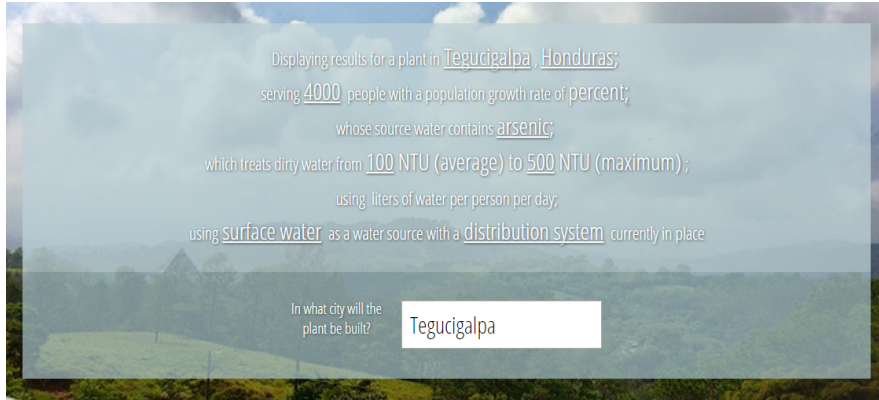 Displaying results for a plant in Tegucigalpa , Honduras;
serving 4000 people with a population growth rate of percent;
whose source water contains arsenic;
which treats dirty water from 100 NTU (average) to 500 NTU (maximum) ;
using liters of water per person per day;
using surface water as a water source with a distribution system currently in place
In what city will the
plant be built?
Tegucigalpa